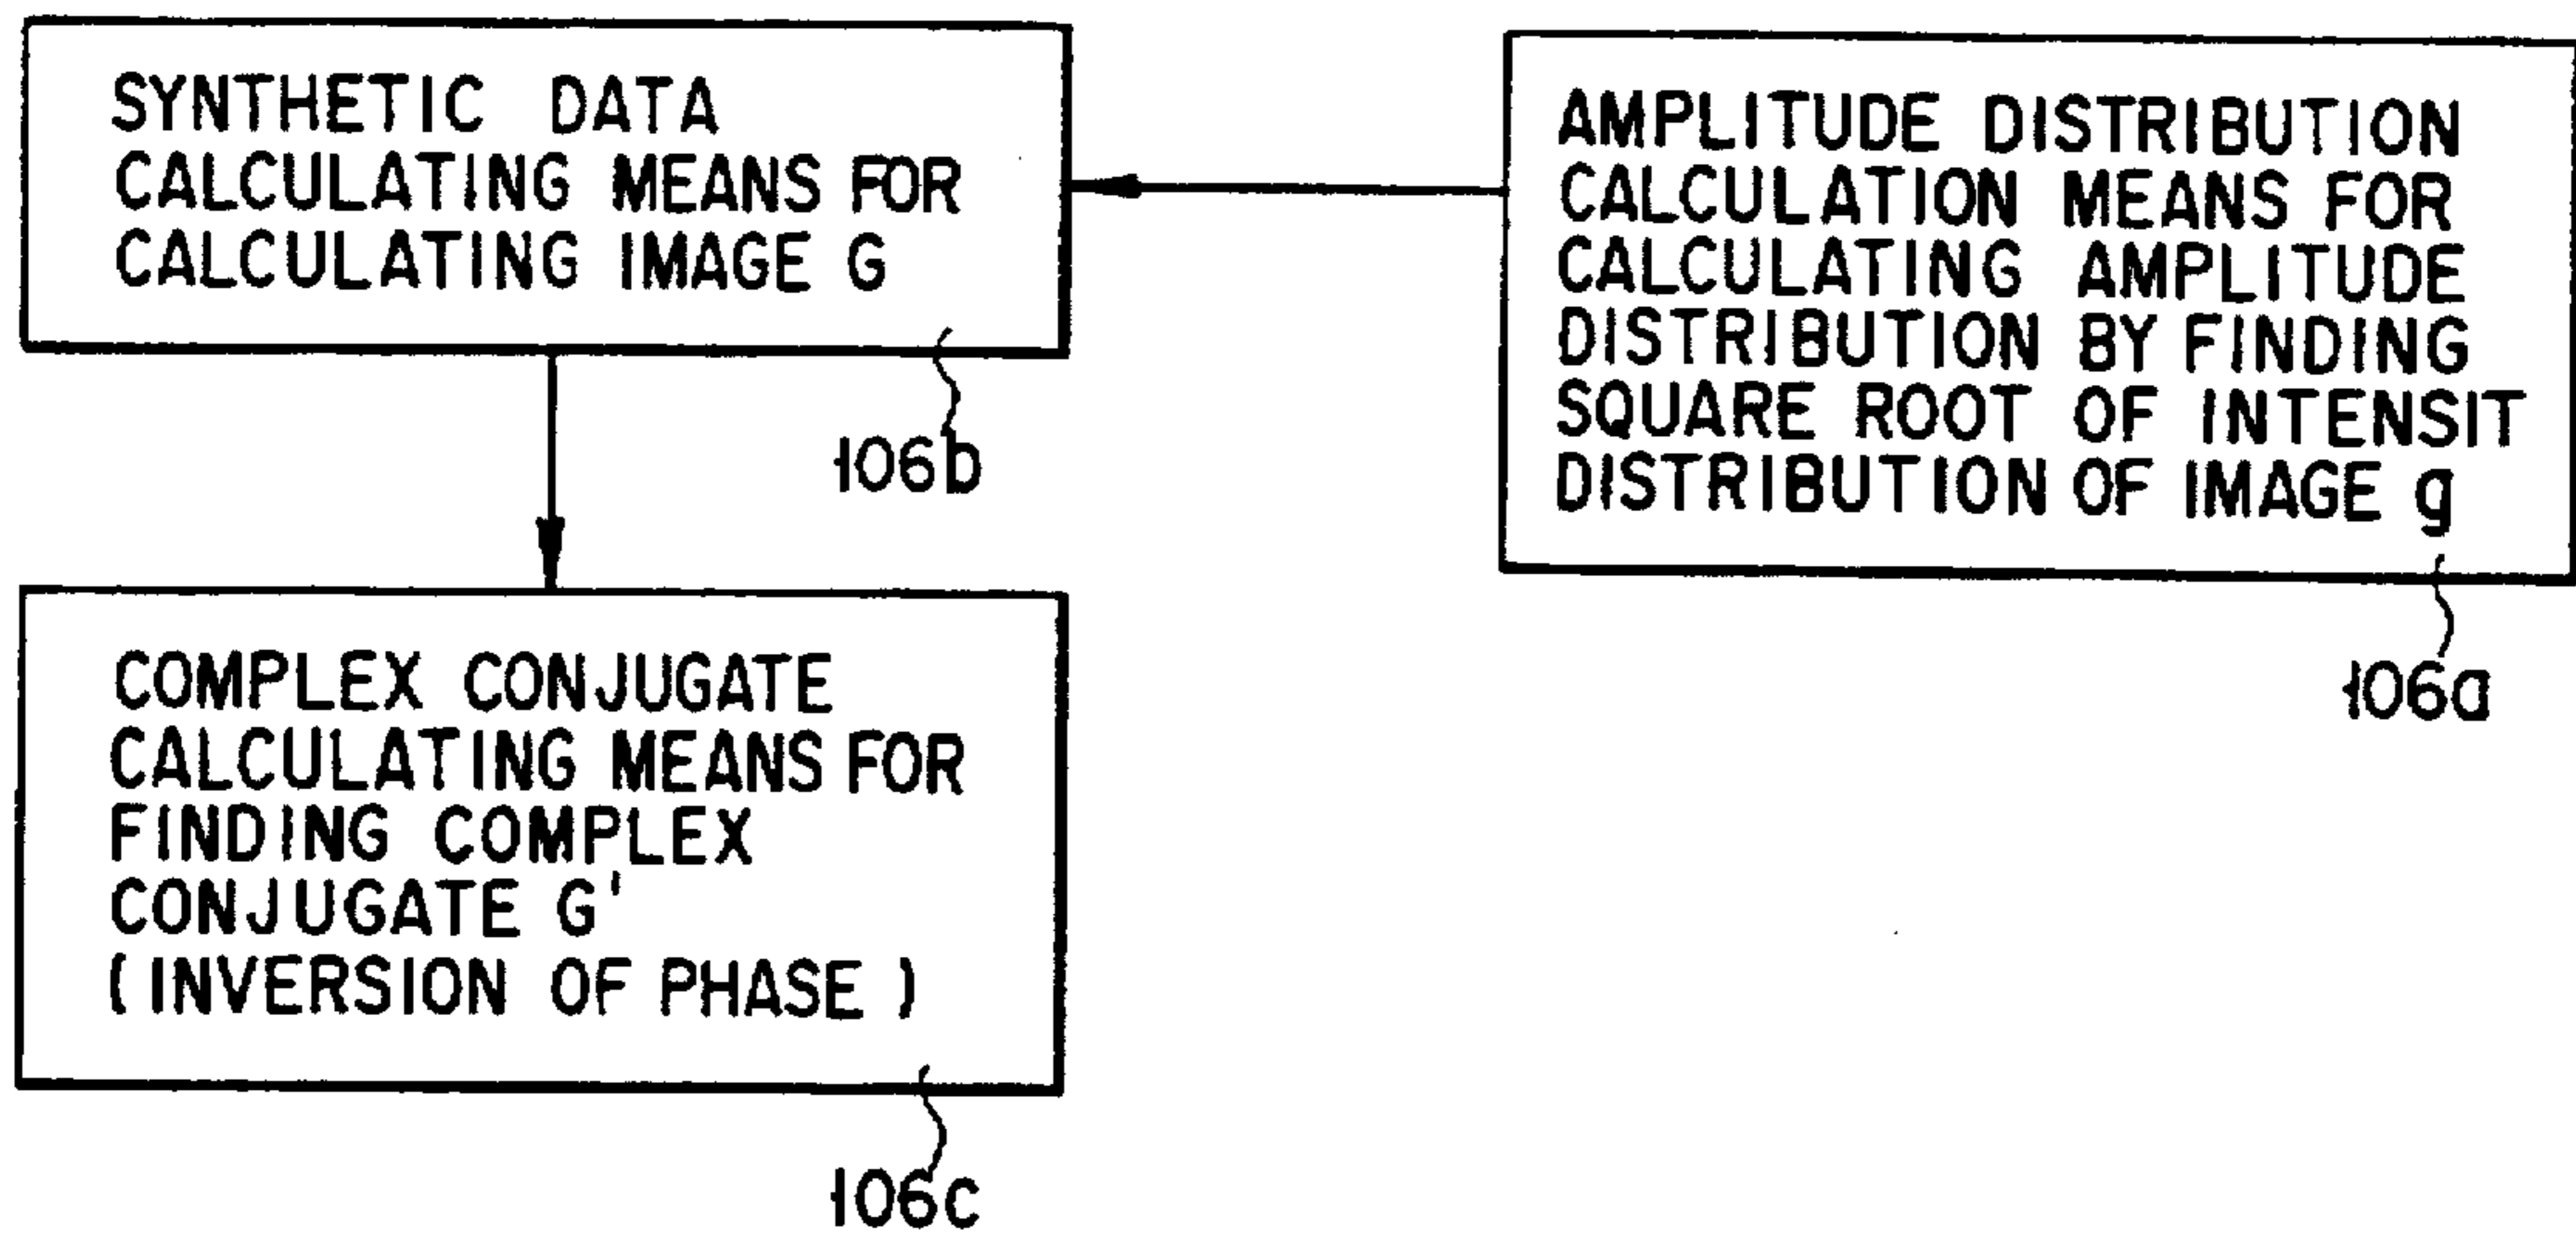 SYNTHETIC DATA
CALCULATING MEANS FOR
CALCULATING IMAGE G
106b
AMPLITUDE DISTRIBUTION
CALCULATION MEANS FOR
CALCULATING AMPLITUDE
DISTRIBUTION BY FINDING
SQUARE ROOT OF INTENSIT
DISTRIBUTION OF IMAGE g
106a
COMPLEX CONJUGATE
CALCULATING MEANS FOR
FINDING COMPLEX
CONJUGATE G'
(INVERSION OF PHASE)
106c